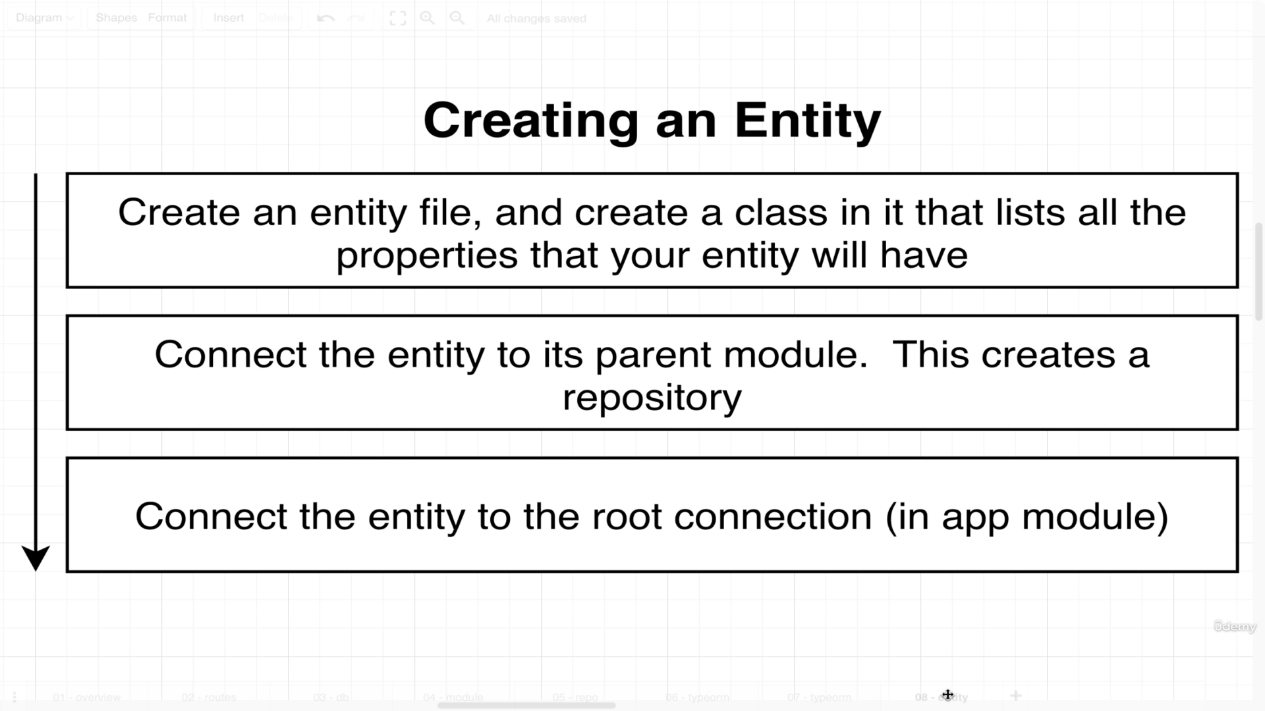 Diagram Shapes Format Insert Delete All changes saved
Creating an Entity
Create an entity file, and create a class in it that lists all the
properties that your entity will have
Connect the entity to its parent module.  This creates a
repository
Connect the entity to the root connection (in app module)
ûdemy
01 - overview 02 - routes 03 - db 04 - module 05 - repo 06 - typeorm 07 - typeorm 08 -